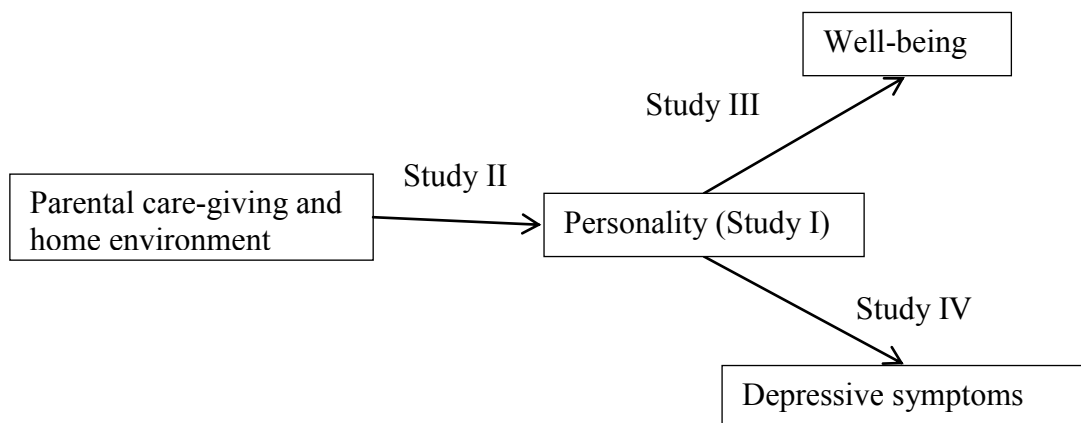 Well-being
Study III
Study II
Parental care-giving and
home environment
Personality (Study I)
Study IV
Depressive symptoms